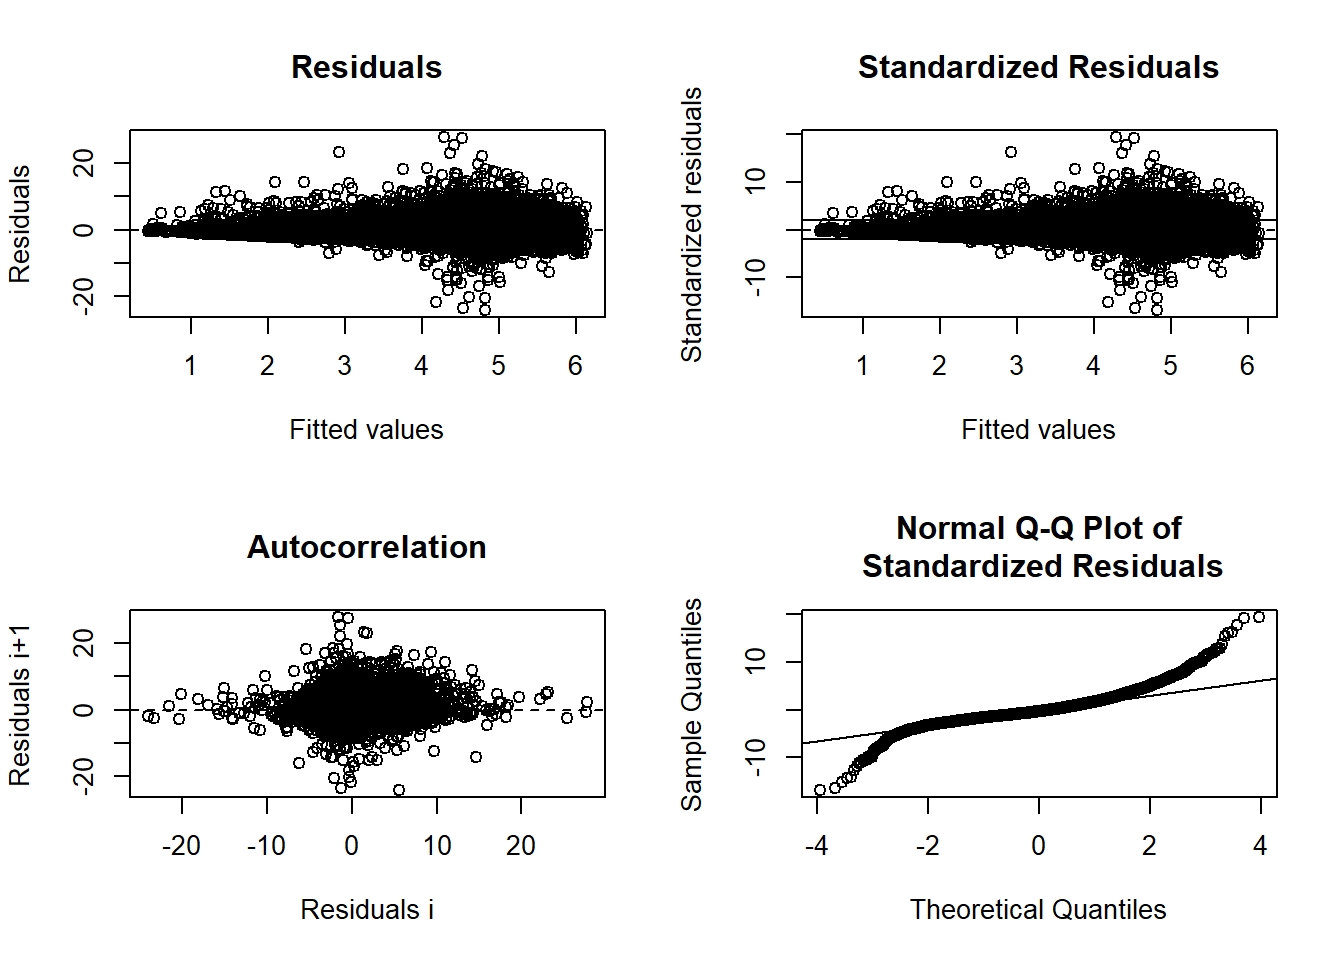 Residuals
Residuals
20
0
-20
1 2 3 4 5 6
Fitted values
Standardized Residuals
Standardized residuals
10
-10
1 2 3 4 5 6
Fitted values
Autocorrelation
Residuals i+1
20
0
-20
-20 -10 0 10 20
Residuals i
Normal Q-Q Plot of
Standardized Residuals
Sample Quantiles
10
-10
-4 -2 0 2 4
Theoretical Quantiles